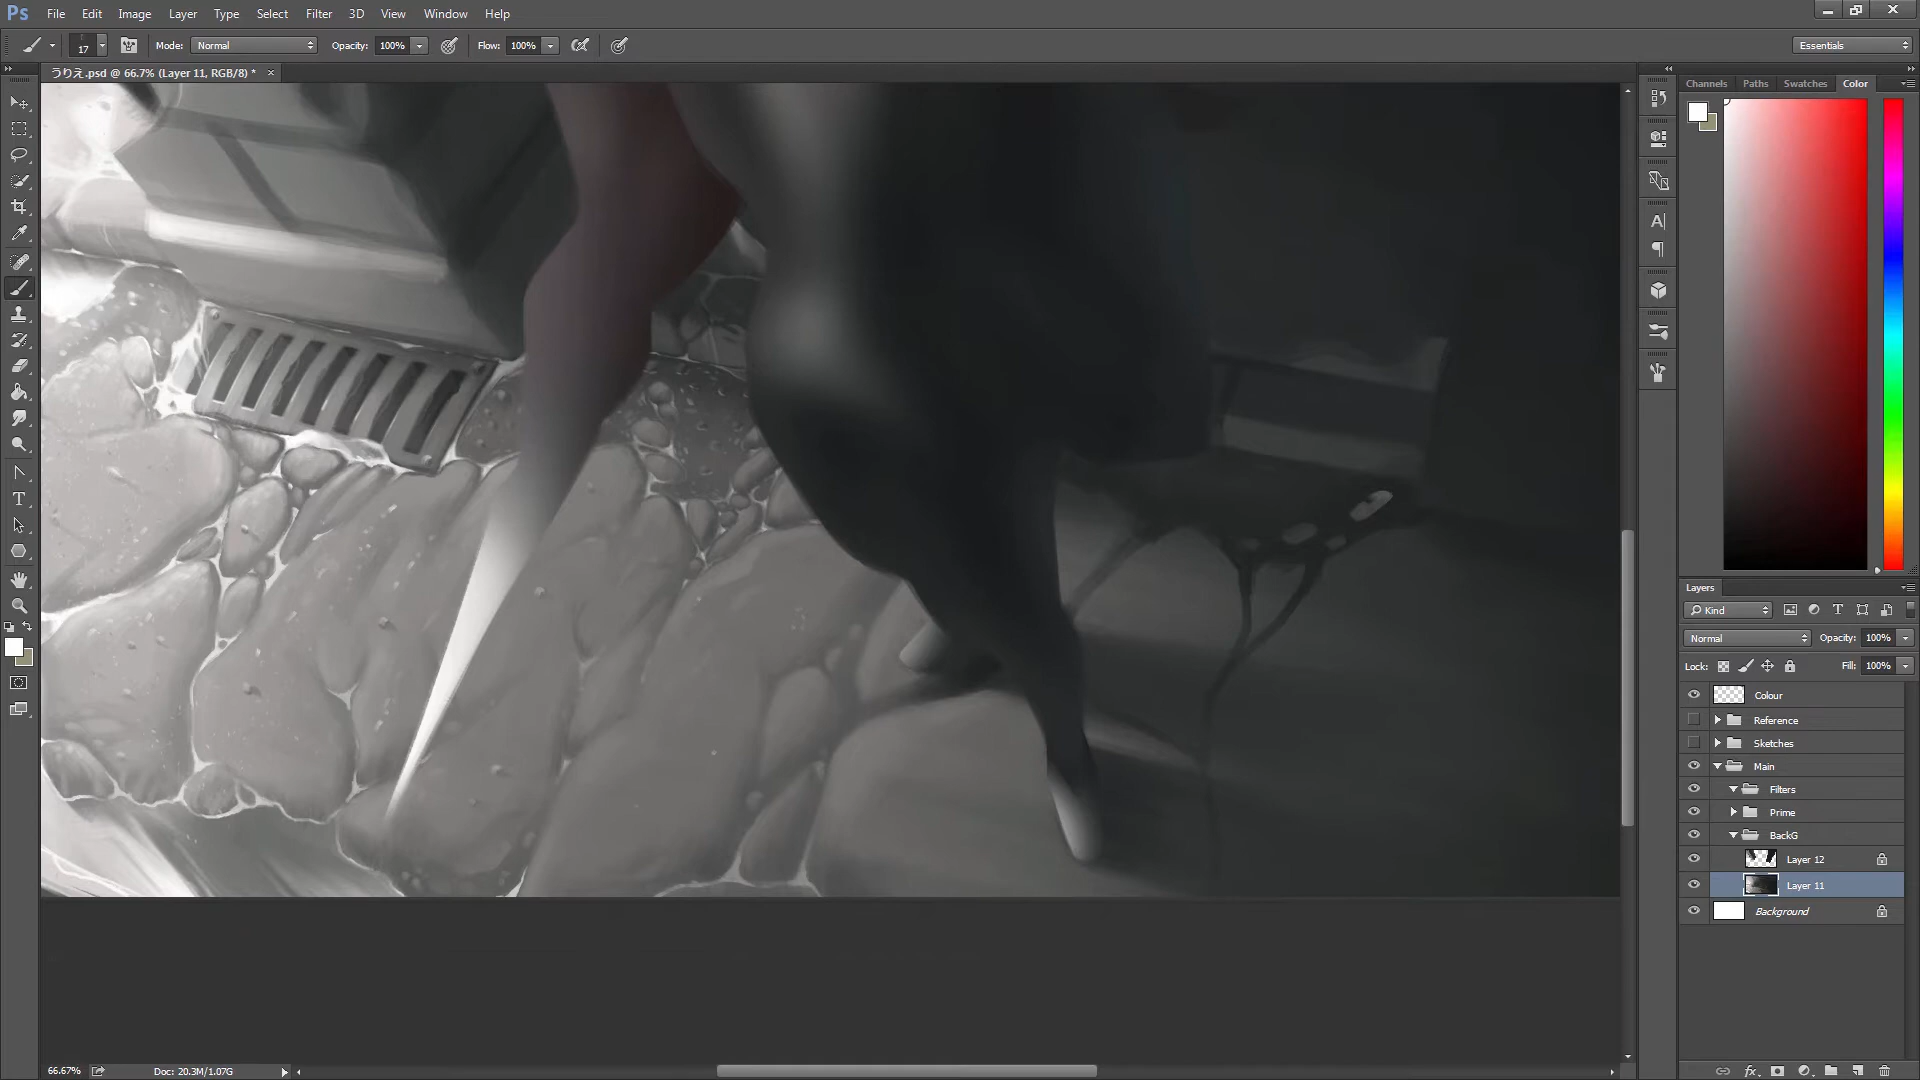 Ps File Edit Image Layer Type Select Filter 3D View Window Help
17 Mode: Normal Opacity: 100% Flow: 100% Essentials
うりえ.psd @ 66.7% (Layer 11, RGB/8) * ×
Channels Paths Swatches Color
Layers
Kind
Normal Opacity: 100%
Lock: Fill: 100%
Colour
Reference
Sketches
Main
Filters
Prime
BackG
Layer 12
Layer 11
Background
66.67% Doc: 20.3M/1.07G